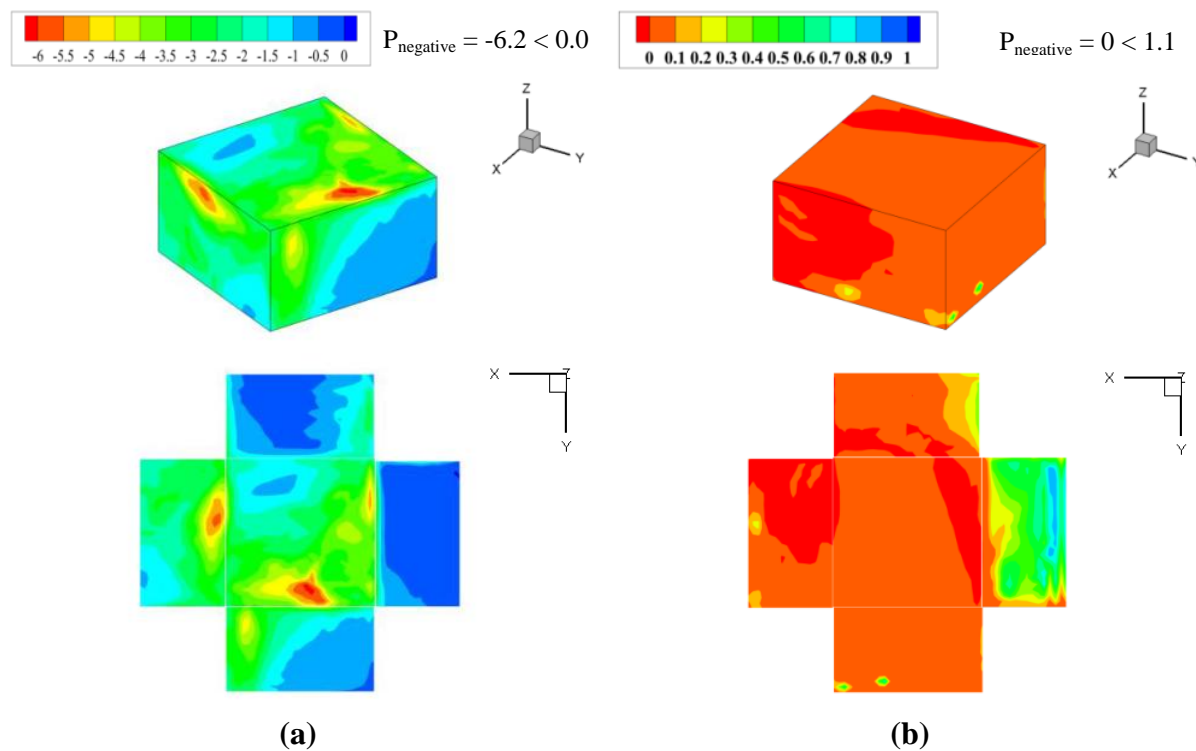 P_negative = -6.2 < 0.0
P_negative = 0 < 1.1
-6 -5.5 -5 -4.5 -4 -3.5 -3 -2.5 -2 -1.5 -1 -0.5 0
0 0.1 0.2 0.3 0.4 0.5 0.6 0.7 0.8 0.9 1
Z
X
Y
Z
X
Y
X Z
Y
X Z
Y
(a)
(b)